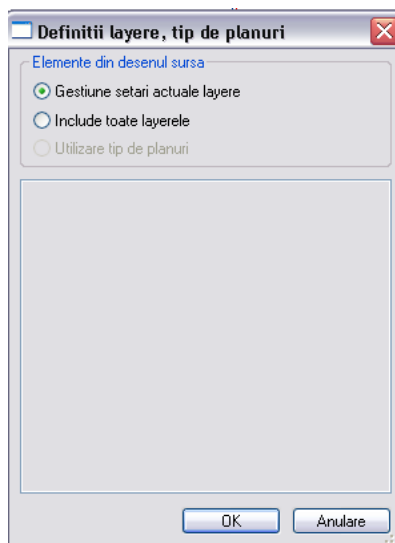 Definitii layere, tip de planuri
Elemente din desenul sursa
Gestiune setari actuale layere
Include toate layerele
Utilizare tip de planuri
OK
Anulare